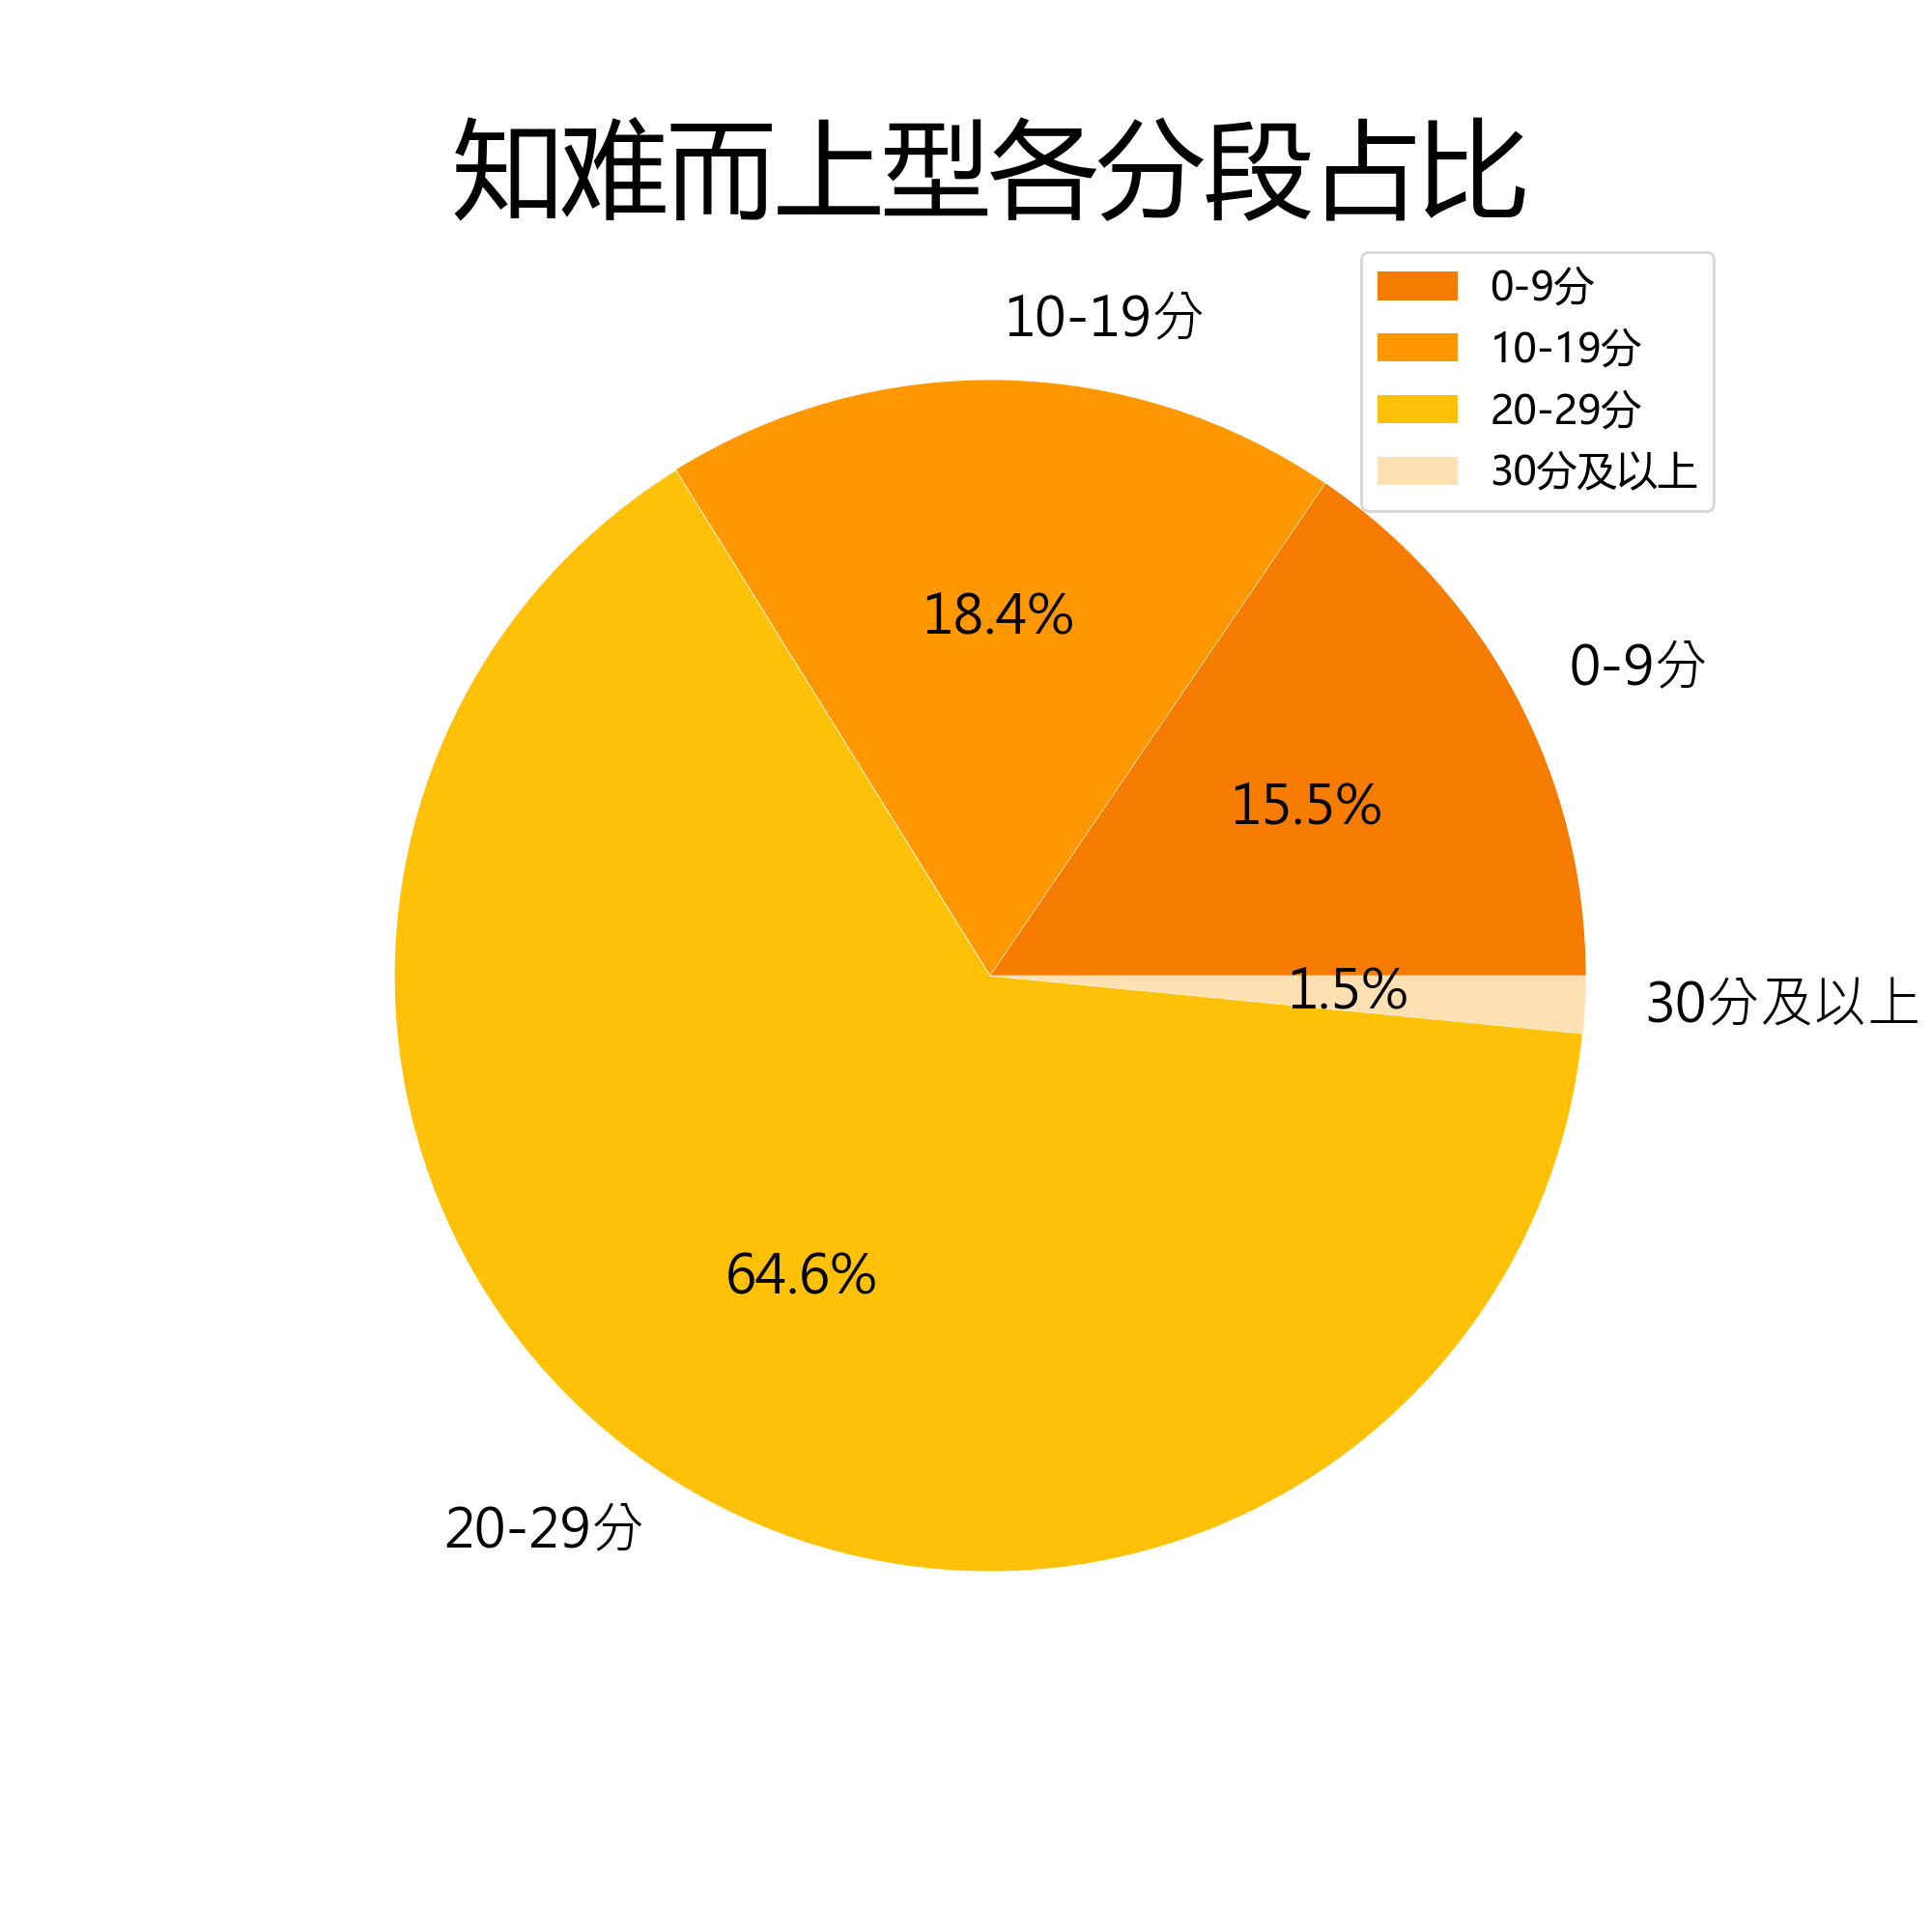 知难而上型各分段占比
0-9分
10-19分
20-29分
30分及以上
10-19分
18.4%
0-9分
15.5%
1.5%
30分及以上
64.6%
20-29分